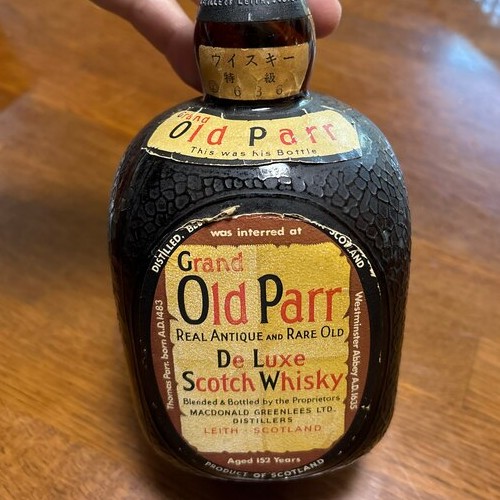 LEITH
ウイスキー
特級
Grand
Old Parr
This was his Bottle
DISTILLED.
SCOTLAND
was interred at
Grand
Old Parr
REAL ANTIQUE AND RARE OLD
De Luxe
Scotch Whisky
Blended & Bottled by the Proprietors
MACDONALD GREENLEES LTD.
DISTILLERS
LEITH - SCOTLAND
Thomas Parr. born A.D.1483
Westminster Abbey A.D.1635
Aged 152 Years
PRODUCT OF SCOTLAND